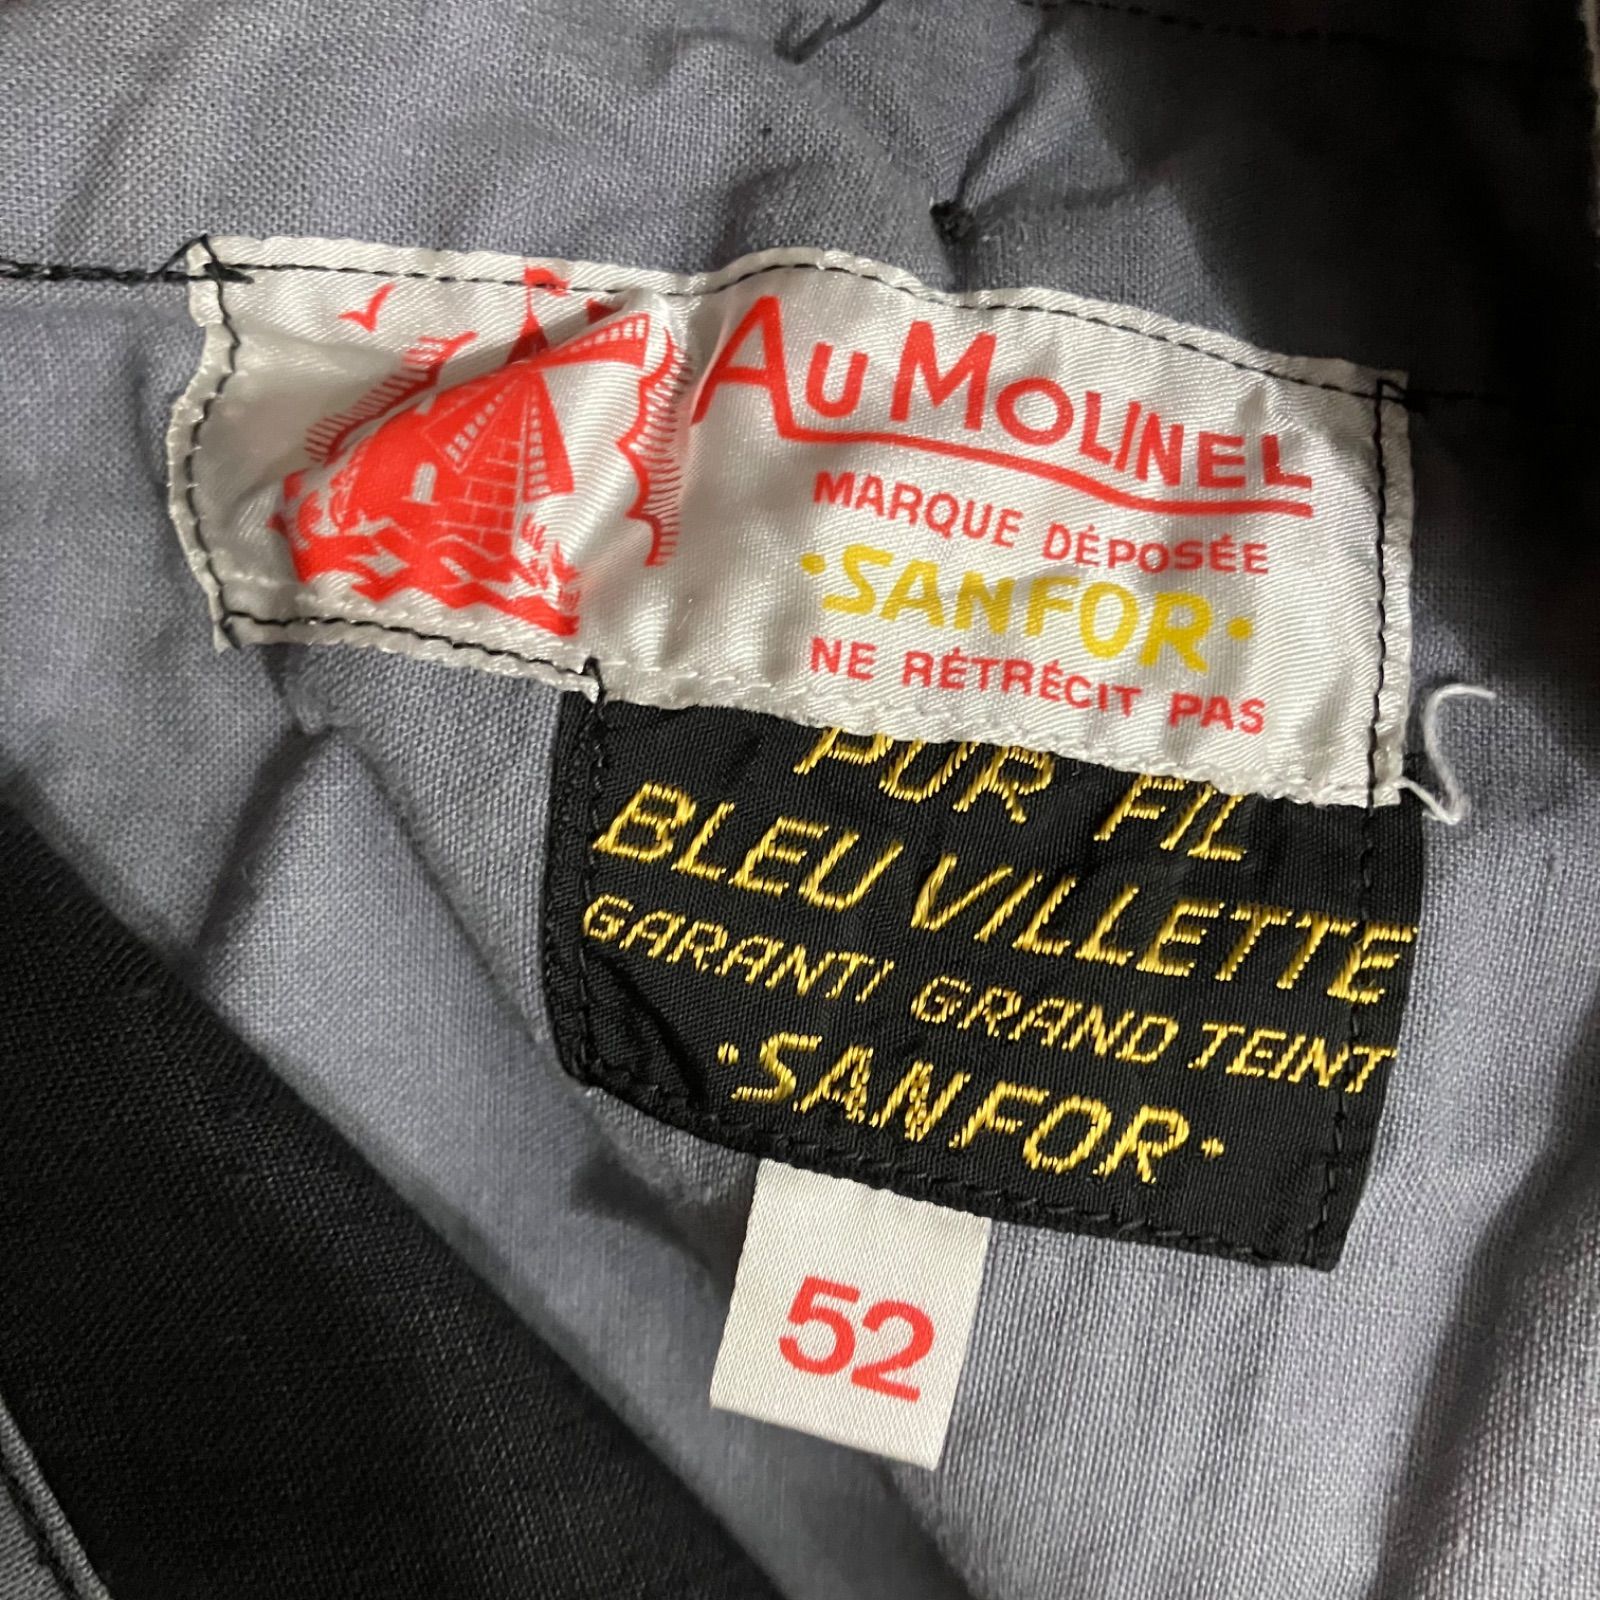 AU MOLINEL
MARQUE DÉPOSÉE
·SANFOR·
NE RÉTRÉCIT PAS
PUR FIL
BLEU VILLETTE
GARANTI GRAND TEINT
·SANFOR·
52